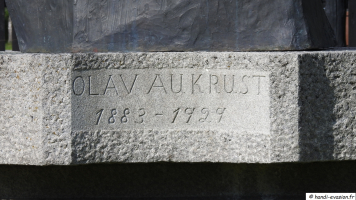 OLAV AUKRUST
1883-1929
© handi-evasion.fr